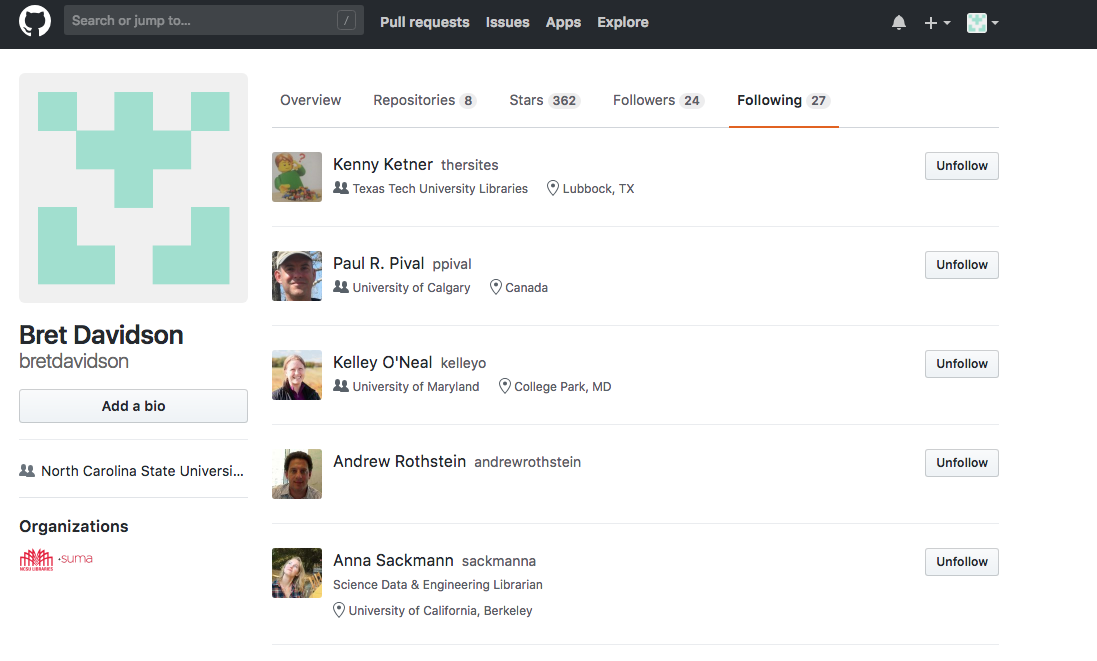 Search or jump to... /
Pull requests Issues Apps Explore
Overview Repositories 8 Stars 362 Followers 24 Following 27
Bret Davidson
bretdavidson
Add a bio
North Carolina State Universi...
Organizations
NCSU LIBRARIES
·suma
Kenny Ketner thersites
Texas Tech University Libraries Lubbock, TX
Unfollow
Paul R. Pival ppival
University of Calgary Canada
Unfollow
Kelley O'Neal kelleyo
University of Maryland College Park, MD
Unfollow
Andrew Rothstein andrewrothstein
Unfollow
Anna Sackmann sackmanna
Science Data & Engineering Librarian
University of California, Berkeley
Unfollow